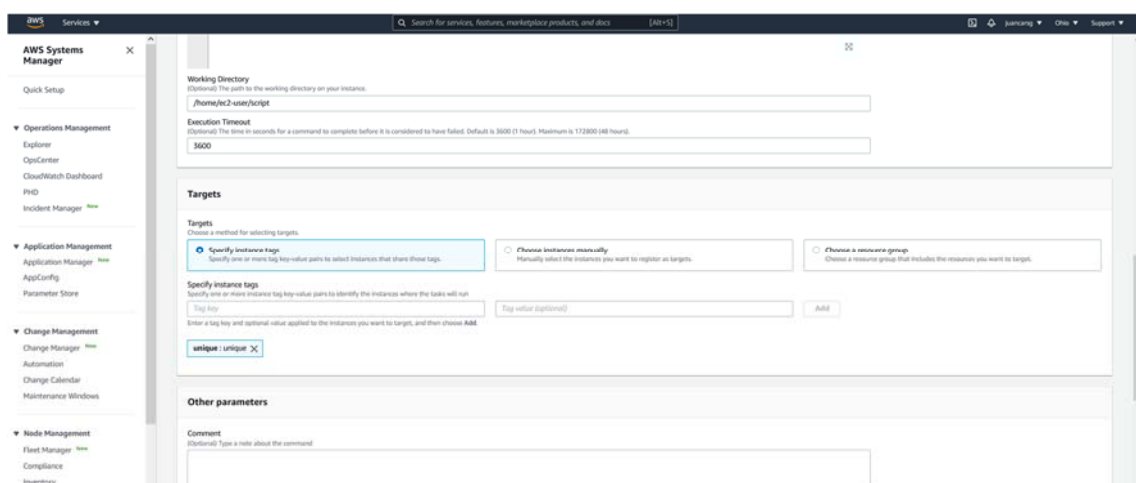 aws Services ▼ Search for services, features, marketplace products, and docs [Alt+S] juancang ▼ Ohio ▼ Support ▼
AWS Systems Manager ×
Quick Setup
▼ Operations Management
Explorer
OpsCenter
CloudWatch Dashboard
PHD
Incident Manager New
▼ Application Management
Application Manager New
AppConfig
Parameter Store
▼ Change Management
Change Manager New
Automation
Change Calendar
Maintenance Windows
▼ Node Management
Fleet Manager New
Compliance
Inventory
Working Directory
(Optional) The path to the working directory on your instance.
/home/ec2-user/script
Execution Timeout
(Optional) The time in seconds for a command to complete before it is considered to have failed. Default is 3600 (1 hour). Maximum is 172800 (48 hours).
3600
Targets
Targets
Choose a method for selecting targets.
Specify instance tags
Specify one or more tag key-value pairs to select instances that share those tags.
Choose instances manually
Manually select the instances you want to register as targets.
Choose a resource group
Choose a resource group that includes the resources you want to target.
Specify instance tags
Specify one or more instance tag key-value pairs to identify the instances where the tasks will run
Tag key Tag value (optional) Add
Enter a tag key and optional value applied to the instances you want to target, and then choose Add.
unique : unique ×
Other parameters
Comment
(Optional) Type a note about the command